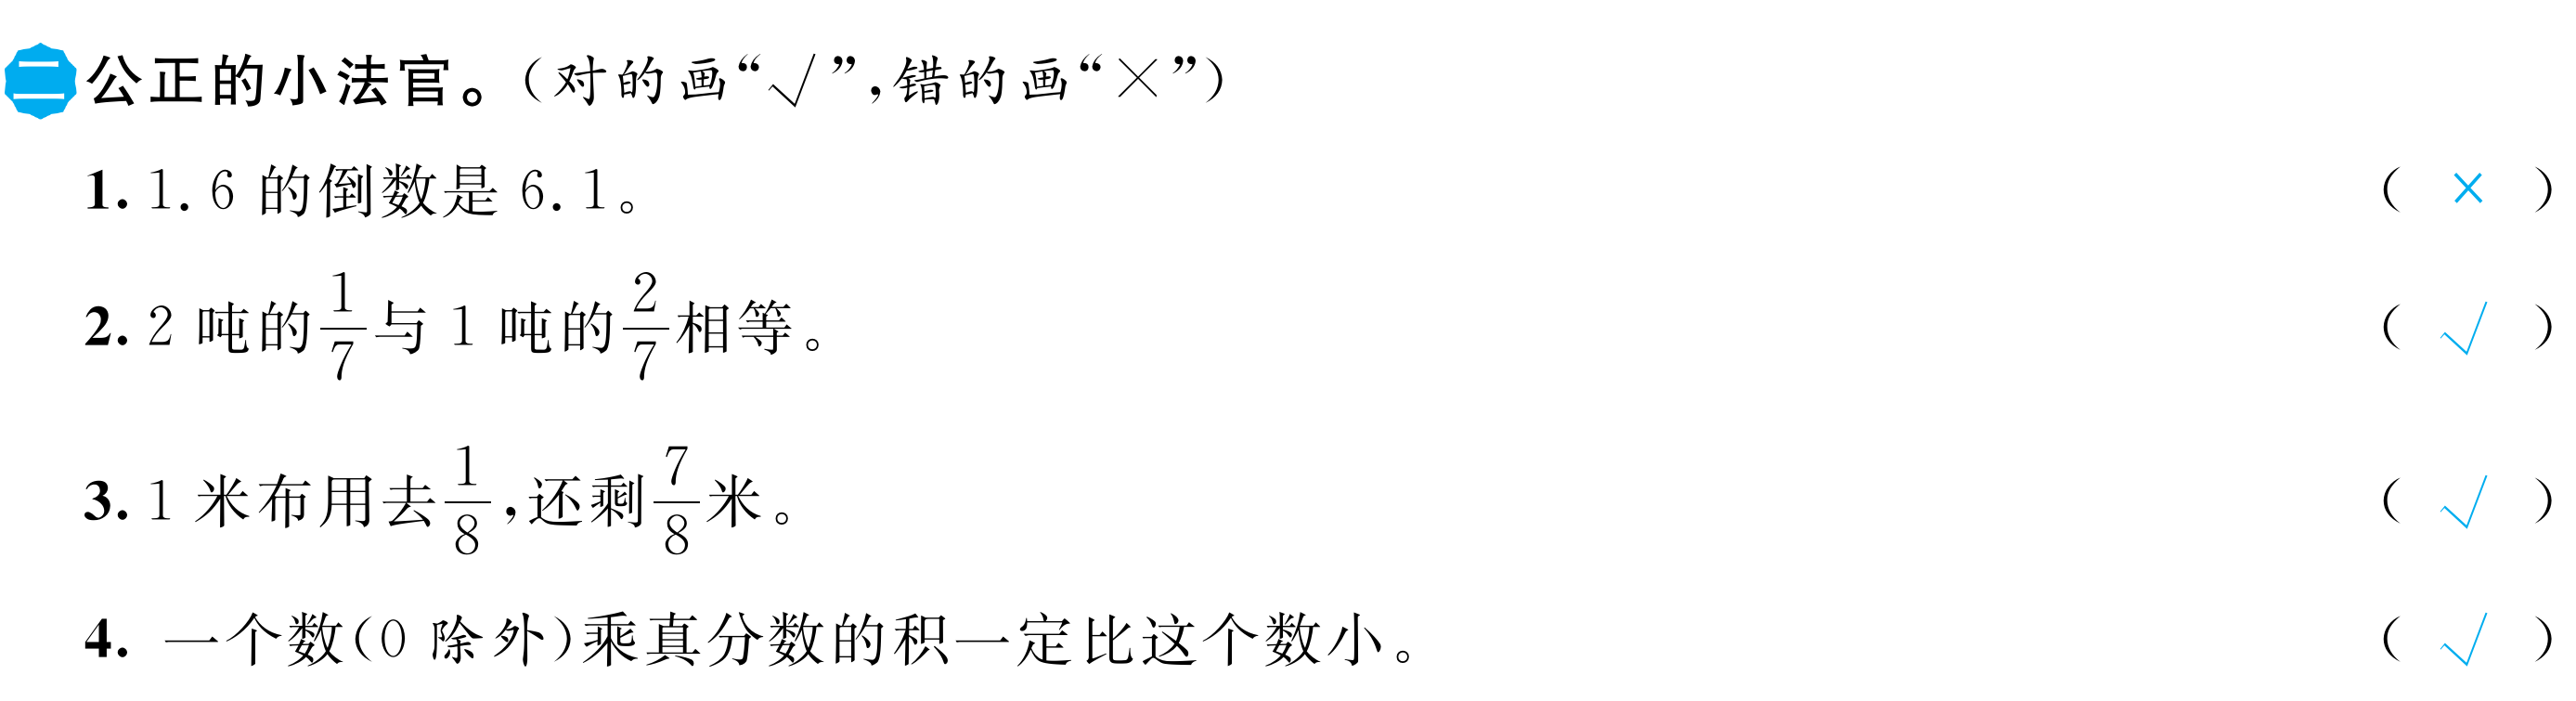 二 公正的小法官。(对的画“√”,错的画“×”)
1. 1.6 的倒数是 6.1。 ( × )
2. 2 吨的1/7与 1 吨的2/7相等。 ( √ )
3. 1 米布用去1/8,还剩7/8米。 ( √ )
4. 一个数(0 除外)乘真分数的积一定比这个数小。 ( √ )